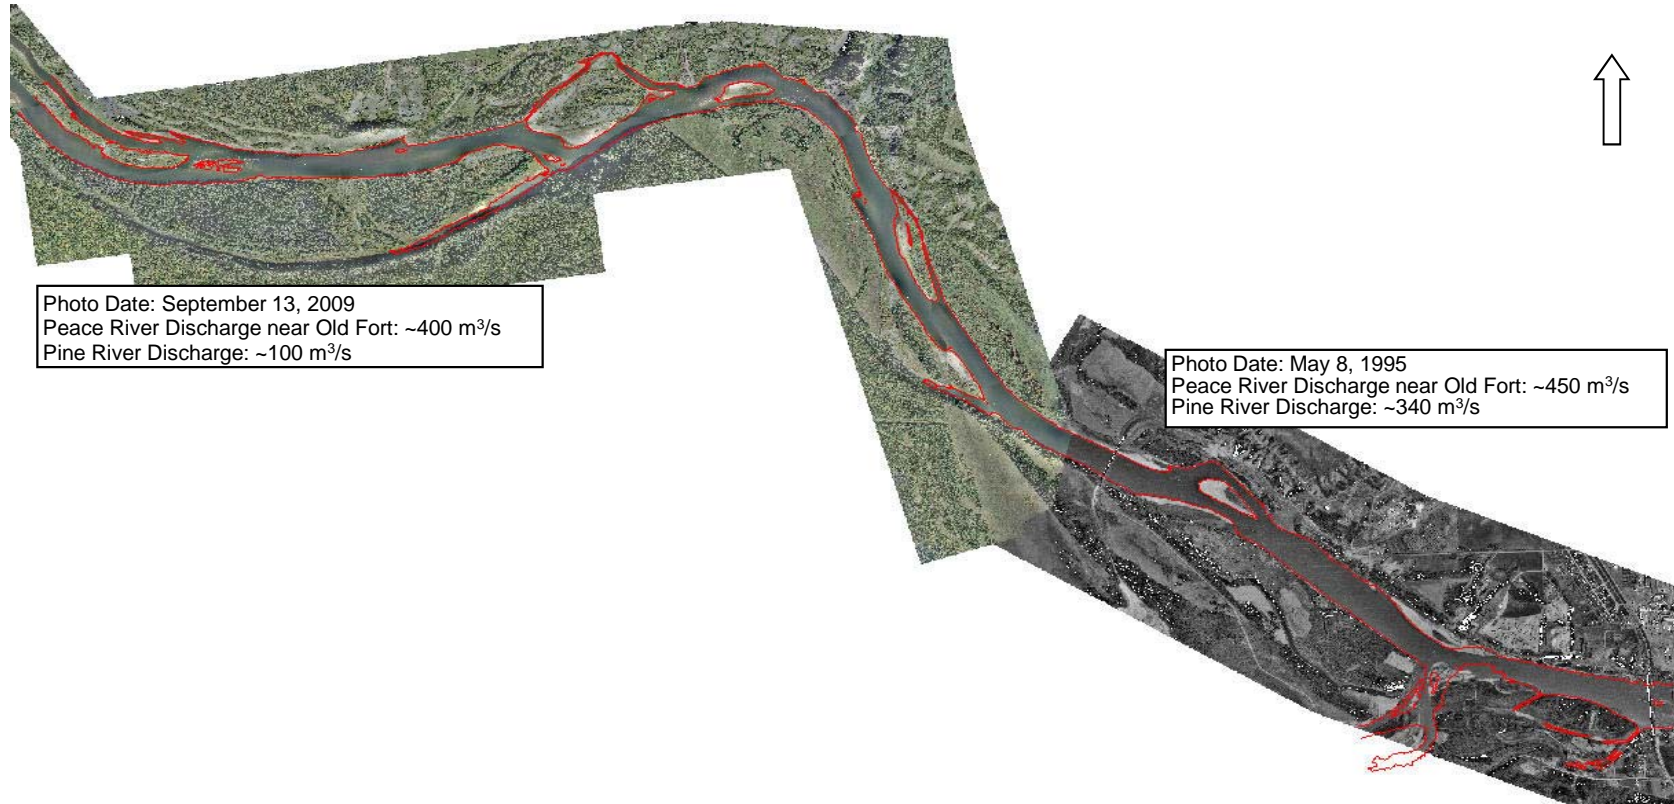 Photo Date: September 13, 2009
Peace River Discharge near Old Fort: ~400 m³/s
Pine River Discharge: ~100 m³/s
Photo Date: May 8, 1995
Peace River Discharge near Old Fort: ~450 m³/s
Pine River Discharge: ~340 m³/s